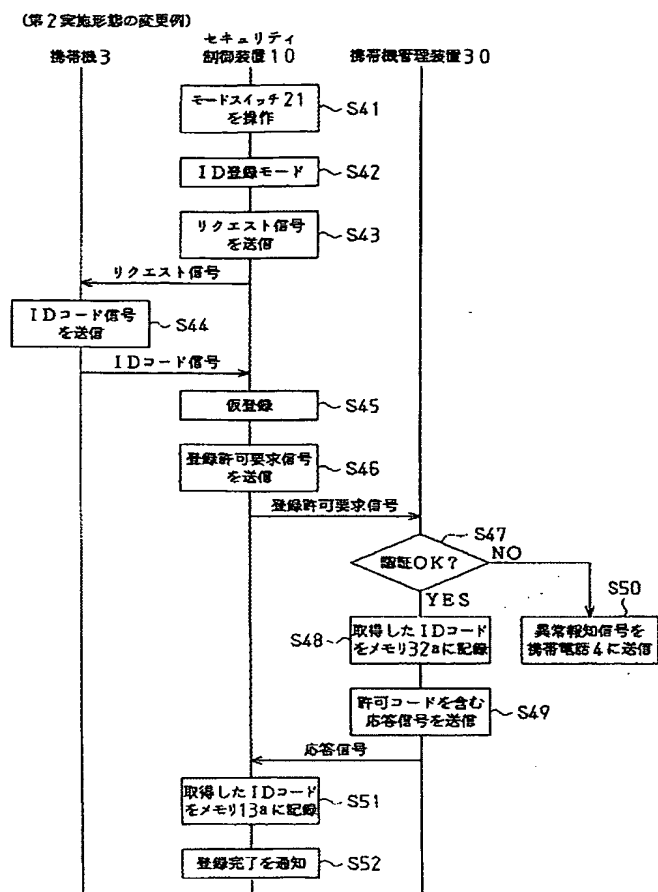 (第2実施形態の変更例)
携帯機3
セキュリティ
制御装置10
携帯機管理装置30
モードスイッチ21
を操作
S41
ID登録モード
S42
リクエスト信号
を送信
S43
リクエスト信号
IDコード信号
を送信
S44
IDコード信号
仮登録
S45
登録許可要求信号
を送信
S46
登録許可要求信号
S47
認証OK?
NO
YES
S50
異常報知信号を
携帯電話4に送信
S48
取得したIDコード
をメモリ32aに記録
許可コードを含む
応答信号を送信
S49
応答信号
取得したIDコード
をメモリ13aに記録
S51
登録完了を通知
S52